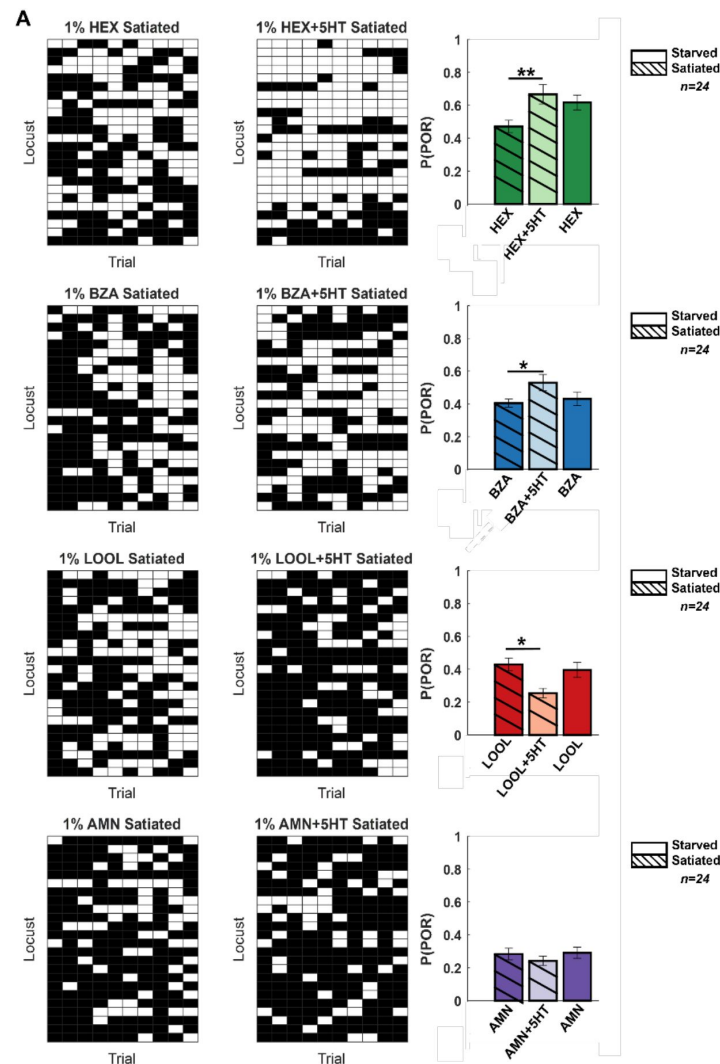 A
1% HEX Satiated
1% HEX+5HT Satiated
Locust
Trial
Locust
Trial
P(POR)
1
0.8
0.6
0.4
0.2
0
**
HEX
HEX+5HT
HEX
Starved
Satiated
n=24
1% BZA Satiated
1% BZA+5HT Satiated
Locust
Trial
Locust
Trial
P(POR)
1
0.8
0.6
0.4
0.2
0
*
BZA
BZA+5HT
BZA
Starved
Satiated
n=24
1% LOOL Satiated
1% LOOL+5HT Satiated
Locust
Trial
Locust
Trial
P(POR)
1
0.8
0.6
0.4
0.2
0
*
LOOL
LOOL+5HT
LOOL
Starved
Satiated
n=24
1% AMN Satiated
1% AMN+5HT Satiated
Locust
Trial
Locust
Trial
P(POR)
1
0.8
0.6
0.4
0.2
0
AMN
AMN+5HT
AMN
Starved
Satiated
n=24